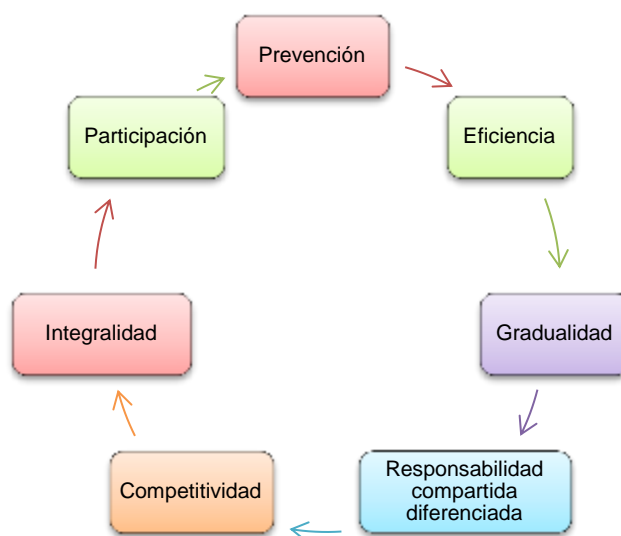 Prevención
Eficiencia
Gradualidad
Responsabilidad
compartida
diferenciada
Competitividad
Integralidad
Participación